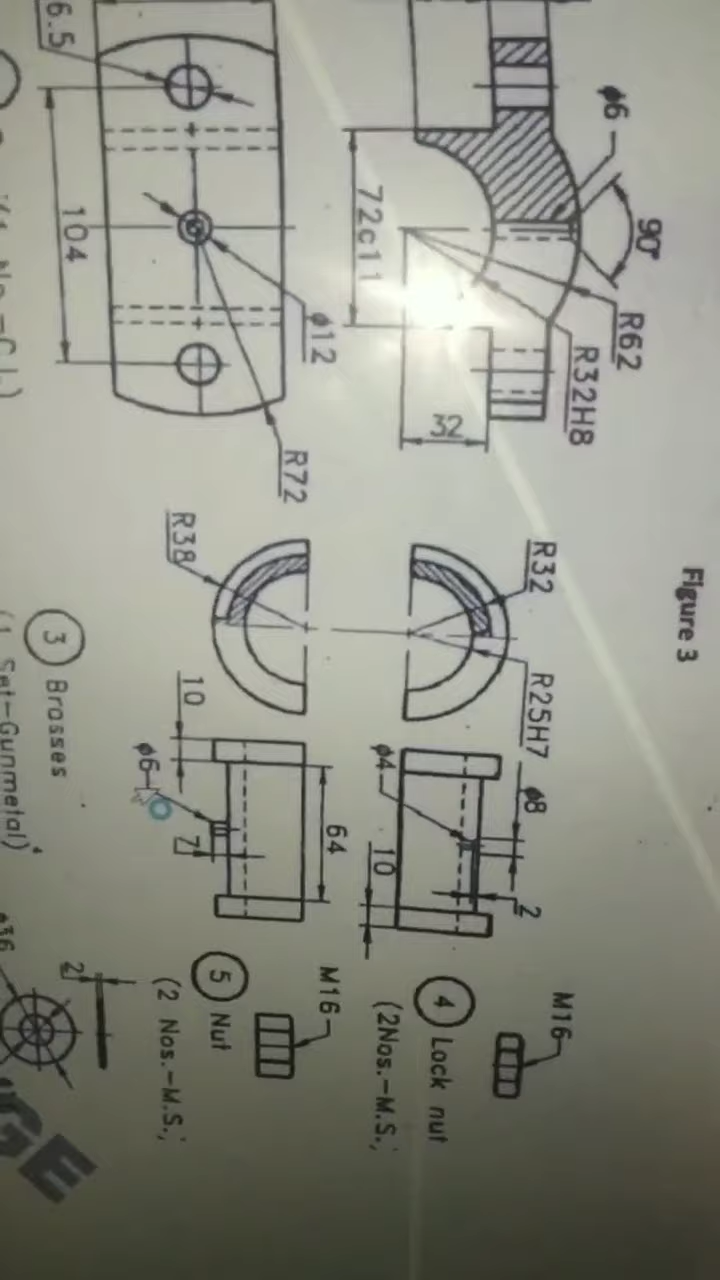 Figure 3
6.5
104
φ12
R72
72c11
φ6
90°
R62
R32H8
32
R38
R32
R25H7
10
φ6
7
64
φ4
φ8
10
2
3 Brasses
(1 Set-Gunmetal)
M16
4 Lock nut
(2Nos.-M.S.,
M16
5 Nut
(2 Nos.-M.S.,
2
φ36